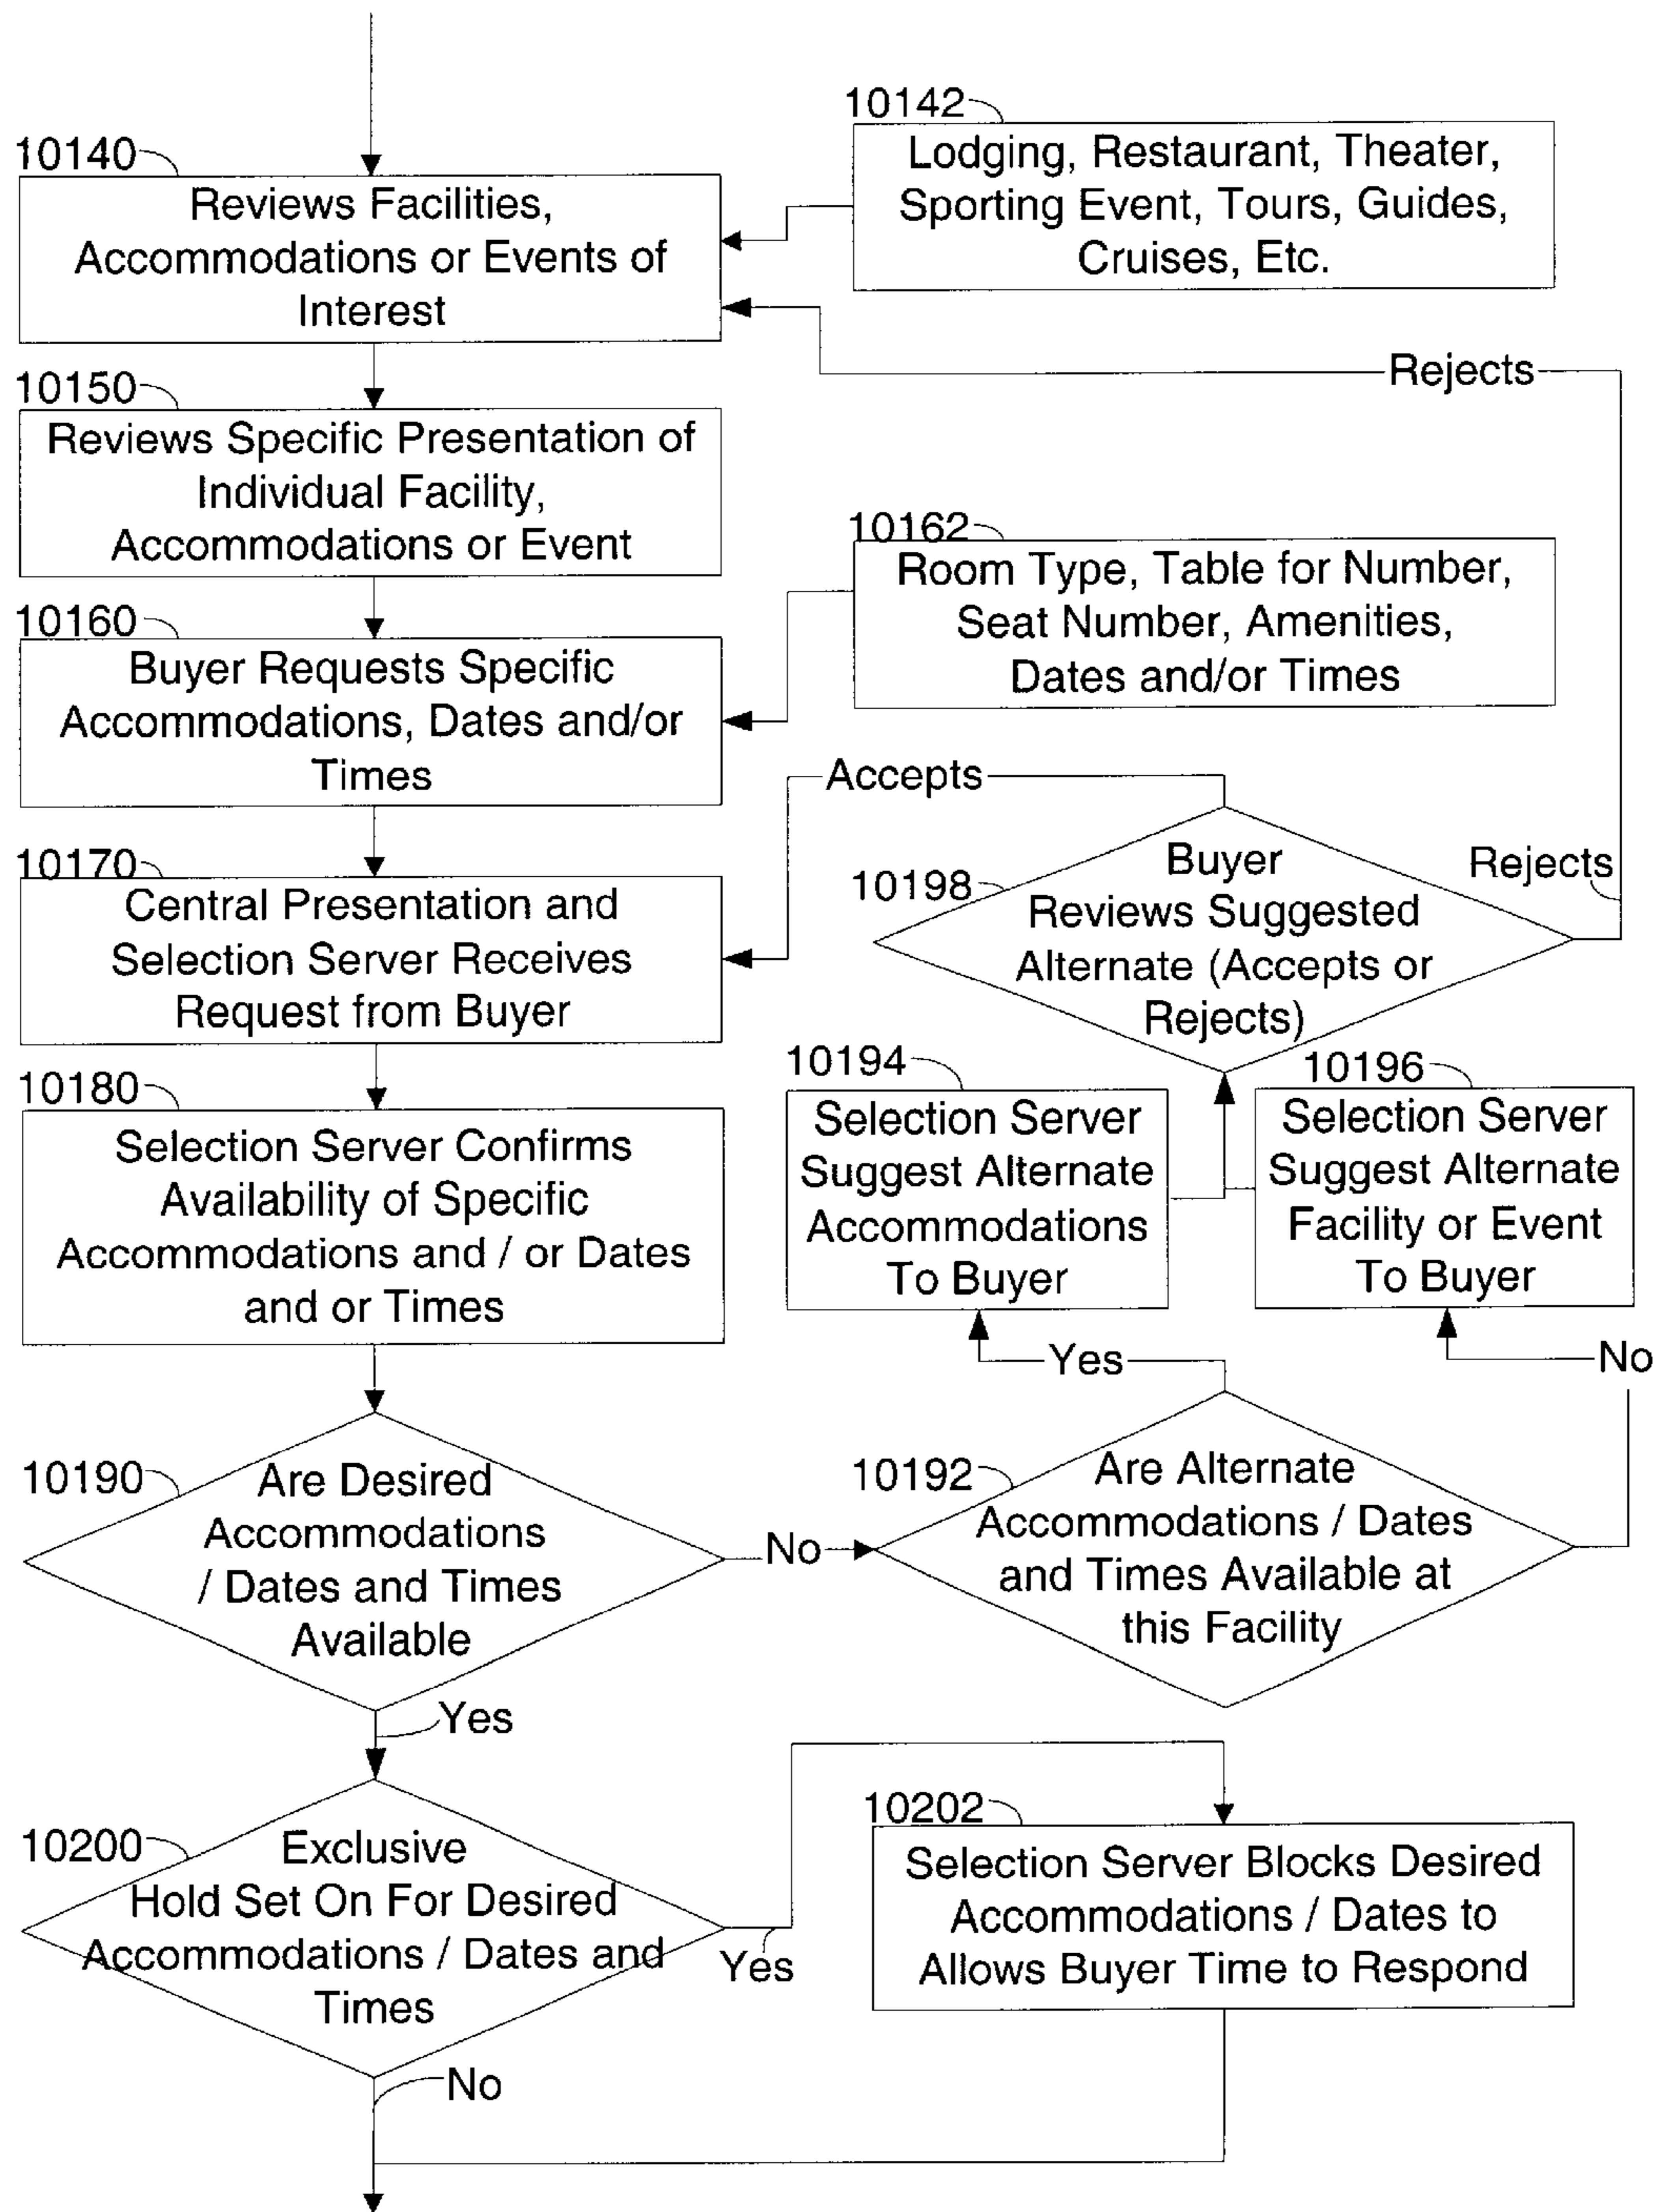 10142
Lodging, Restaurant, Theater,
Sporting Event, Tours, Guides,
Cruises, Etc.
10140
Reviews Facilities,
Accommodations or Events of
Interest
Rejects
10150
Reviews Specific Presentation of
Individual Facility,
Accommodations or Event
10162
Room Type, Table for Number,
Seat Number, Amenities,
Dates and/or Times
10160
Buyer Requests Specific
Accommodations, Dates and/or
Times
Accepts
10170
Central Presentation and
Selection Server Receives
Request from Buyer
10198
Buyer
Reviews Suggested
Alternate (Accepts or
Rejects)
Rejects
10180
Selection Server Confirms
Availability of Specific
Accommodations and / or Dates
and or Times
10194
Selection Server
Suggest Alternate
Accommodations
To Buyer
10196
Selection Server
Suggest Alternate
Facility or Event
To Buyer
Yes
No
10190
Are Desired
Accommodations
/ Dates and Times
Available
No
10192
Are Alternate
Accommodations / Dates
and Times Available at
this Facility
Yes
10200
Exclusive
Hold Set On For Desired
Accommodations / Dates and
Times
Yes
10202
Selection Server Blocks Desired
Accommodations / Dates to
Allows Buyer Time to Respond
No